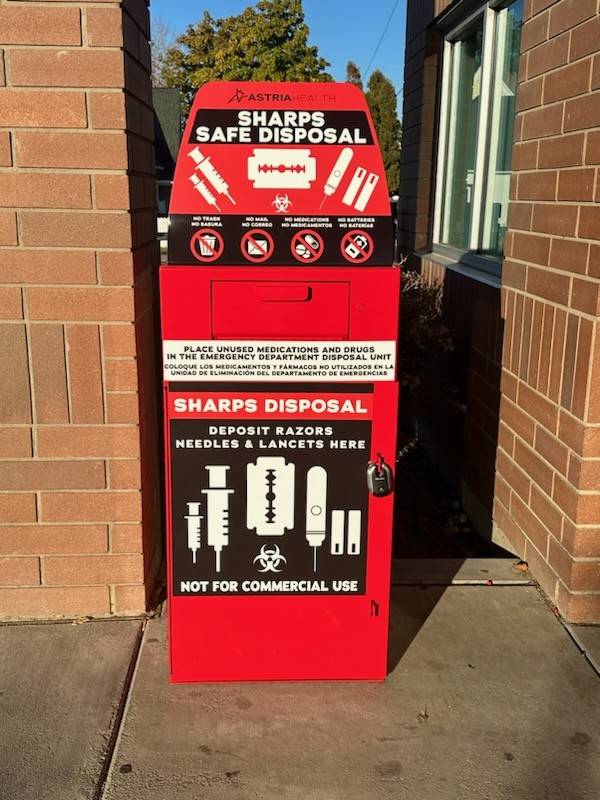 ASTRIAHEALTH
SHARPS
SAFE DISPOSAL
NO TRASH
NO BASURA
NO MAIL
NO CORREO
NO MEDICATIONS
NO MEDICAMENTOS
NO BATTERIES
NO BATERÍAS
PLACE UNUSED MEDICATIONS AND DRUGS
IN THE EMERGENCY DEPARTMENT DISPOSAL UNIT
COLOQUE LOS MEDICAMENTOS Y FÁRMACOS NO UTILIZADOS EN LA
UNIDAD DE ELIMINACIÓN DEL DEPARTAMENTO DE EMERGENCIAS
SHARPS DISPOSAL
DEPOSIT RAZORS
NEEDLES & LANCETS HERE
NOT FOR COMMERCIAL USE